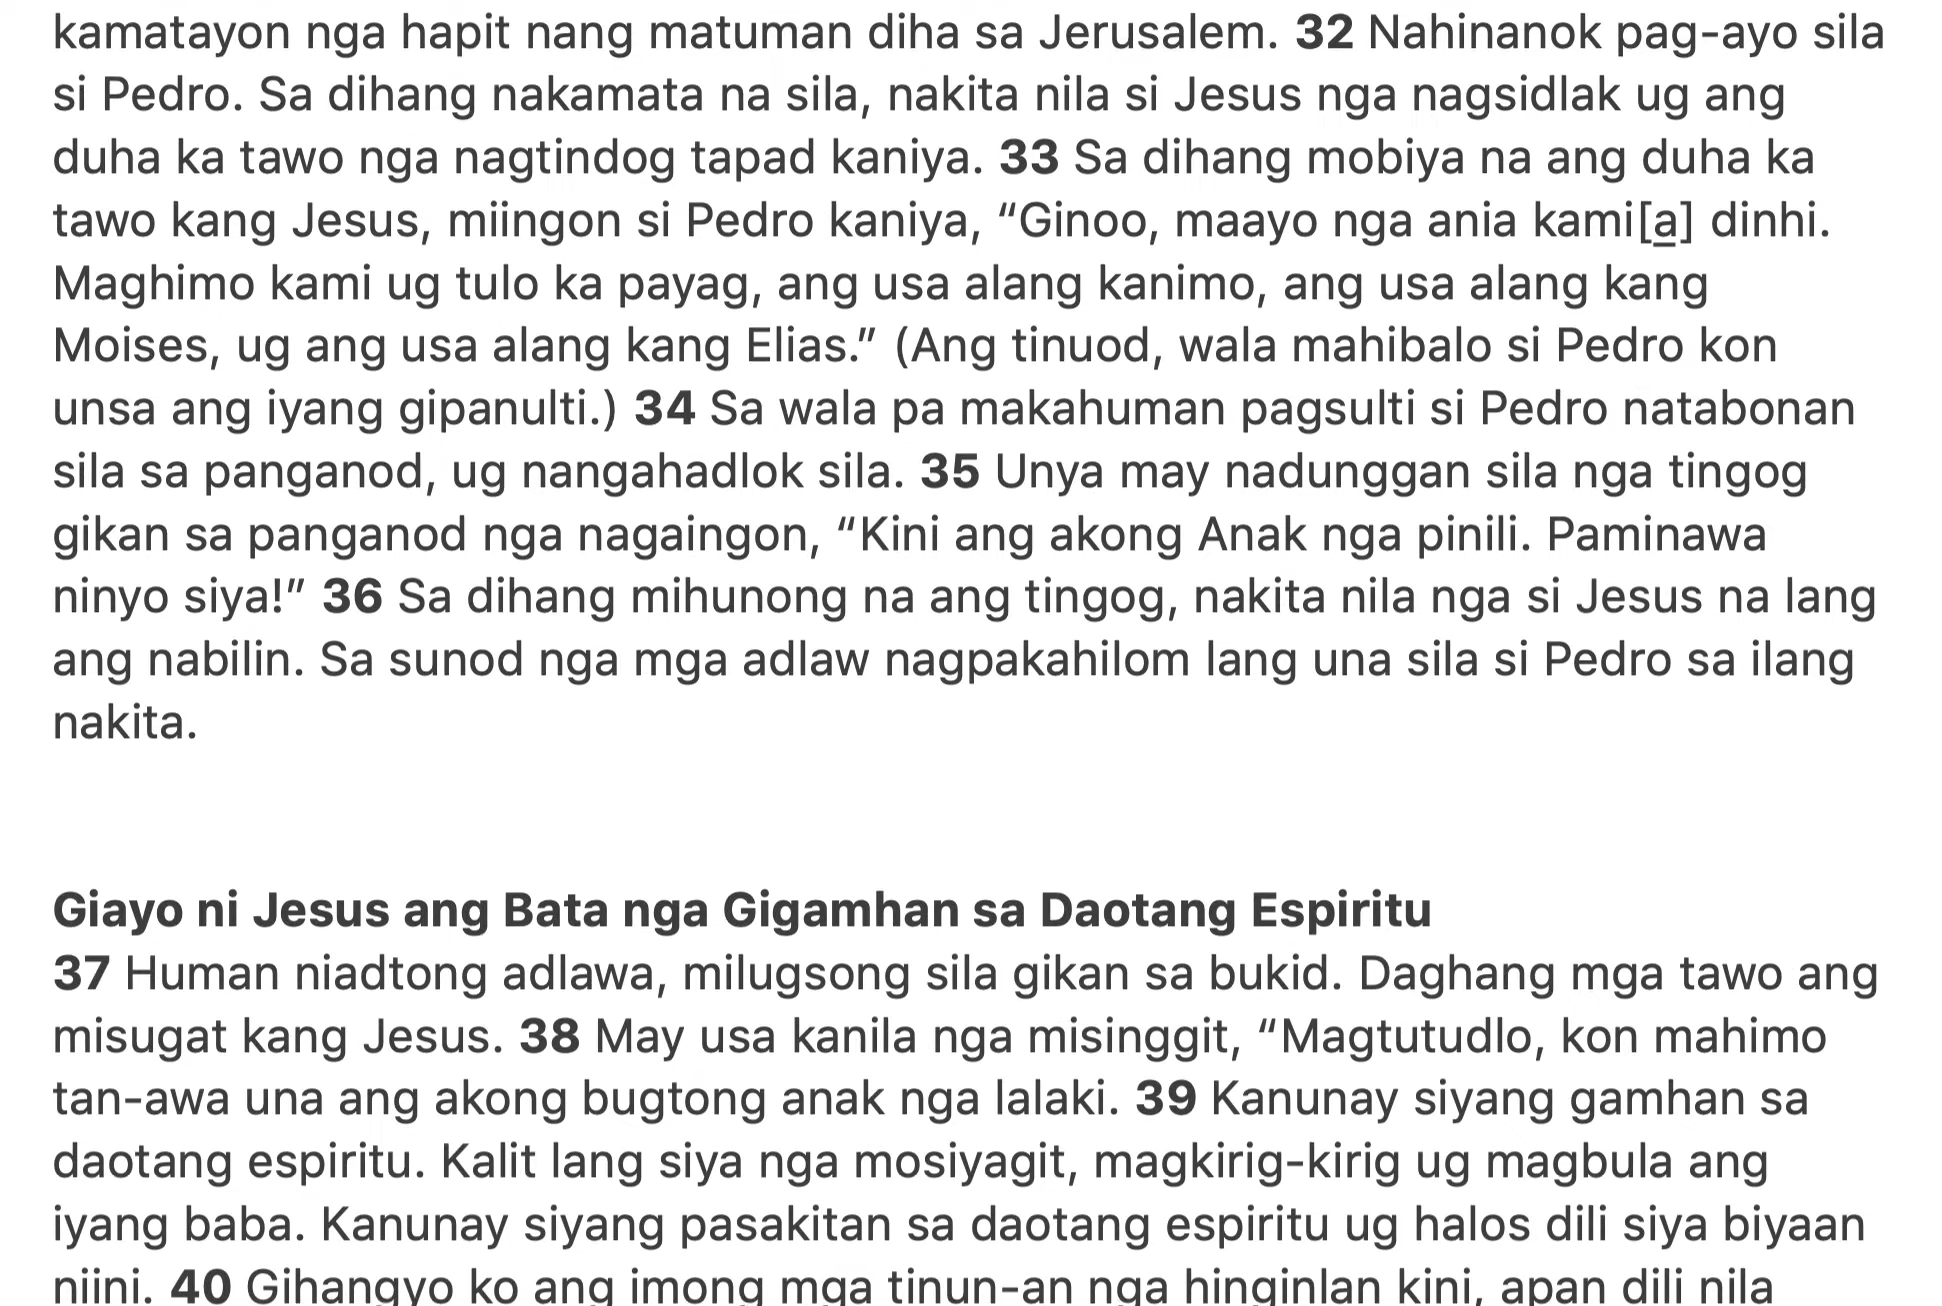 kamatayon nga hapit nang matuman diha sa Jerusalem. 32 Nahinanok pag-ayo sila
si Pedro. Sa dihang nakamata na sila, nakita nila si Jesus nga nagsidlak ug ang
duha ka tawo nga nagtindog tapad kaniya. 33 Sa dihang mobiya na ang duha ka
tawo kang Jesus, miingon si Pedro kaniya, “Ginoo, maayo nga ania kami[a] dinhi.
Maghimo kami ug tulo ka payag, ang usa alang kanimo, ang usa alang kang
Moises, ug ang usa alang kang Elias.” (Ang tinuod, wala mahibalo si Pedro kon
unsa ang iyang gipanulti.) 34 Sa wala pa makahuman pagsulti si Pedro natabonan
sila sa panganod, ug nangahadlok sila. 35 Unya may nadunggan sila nga tingog
gikan sa panganod nga nagaingon, “Kini ang akong Anak nga pinili. Paminawa
ninyo siya!” 36 Sa dihang mihunong na ang tingog, nakita nila nga si Jesus na lang
ang nabilin. Sa sunod nga mga adlaw nagpakahilom lang una sila si Pedro sa ilang
nakita.
Giayo ni Jesus ang Bata nga Gigamhan sa Daotang Espiritu
37 Human niadtong adlawa, milugsong sila gikan sa bukid. Daghang mga tawo ang
misugat kang Jesus. 38 May usa kanila nga misinggit, “Magtutudlo, kon mahimo
tan-awa una ang akong bugtong anak nga lalaki. 39 Kanunay siyang gamhan sa
daotang espiritu. Kalit lang siya nga mosiyagit, magkirig-kirig ug magbula ang
iyang baba. Kanunay siyang pasakitan sa daotang espiritu ug halos dili siya biyaan
niini. 40 Gihangyo ko ang imong mga tinun-an nga hinginlan kini, apan dili nila